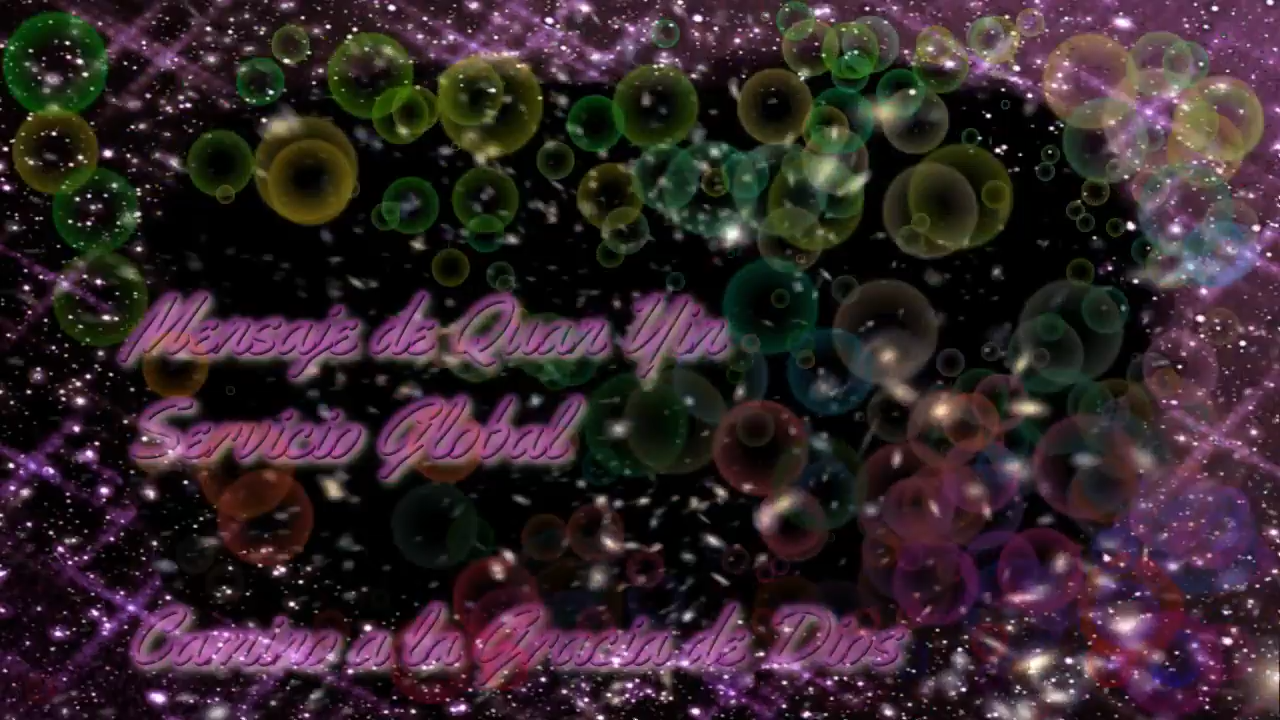 Mensaje de Quan Yin
Servicio Global
Camino a la Gracia de Dios